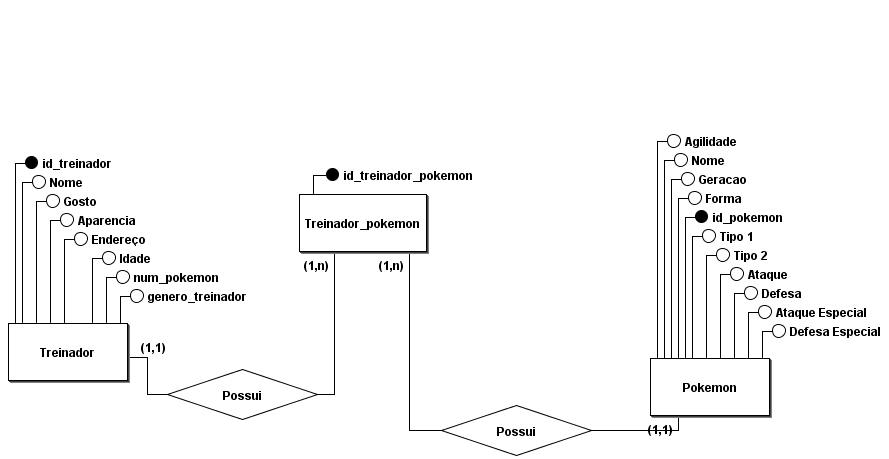 id_treinador
Nome
Gosto
Aparencia
Endereço
Idade
num_pokemon
genero_treinador
Treinador
(1,1)
Possui
id_treinador_pokemon
Treinador_pokemon
(1,n)
(1,n)
Possui
Agilidade
Nome
Geracao
Forma
id_pokemon
Tipo 1
Tipo 2
Ataque
Defesa
Ataque Especial
Defesa Especial
Pokemon
(1,1)